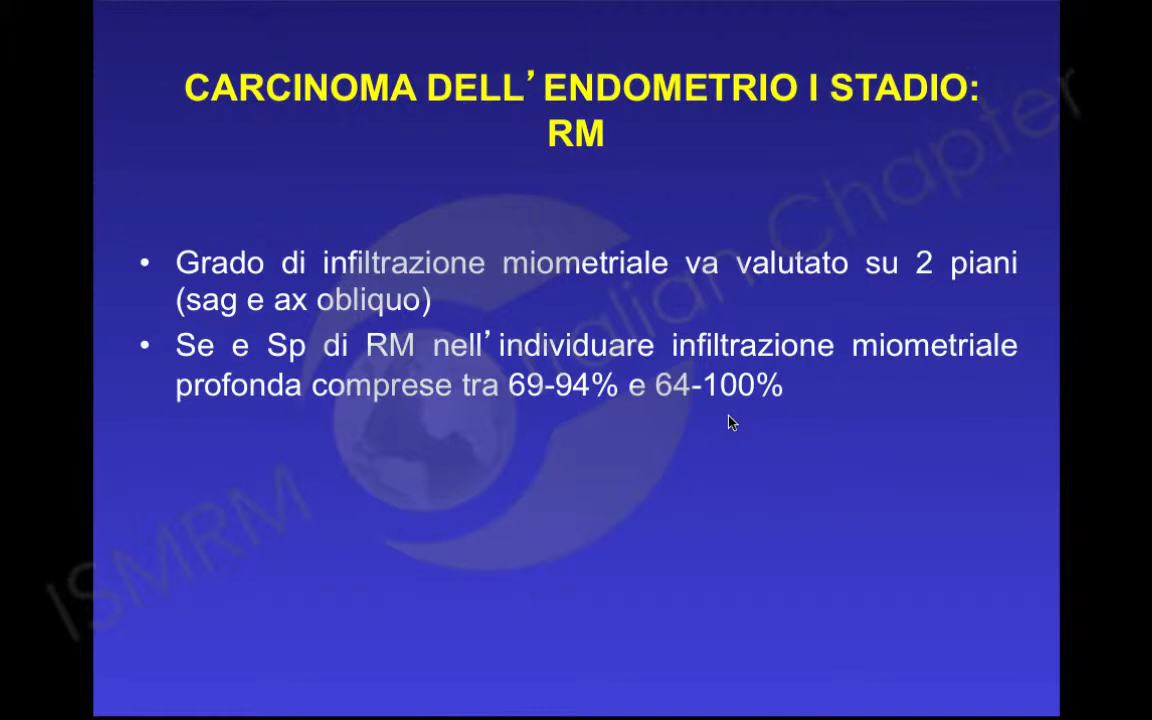 CARCINOMA DELL’ENDOMETRIO I STADIO:
RM
• Grado di infiltrazione miometriale va valutato su 2 piani
(sag e ax obliquo)
• Se e Sp di RM nell’individuare infiltrazione miometriale
profonda comprese tra 69-94% e 64-100%
ISMRM Italian Chapter